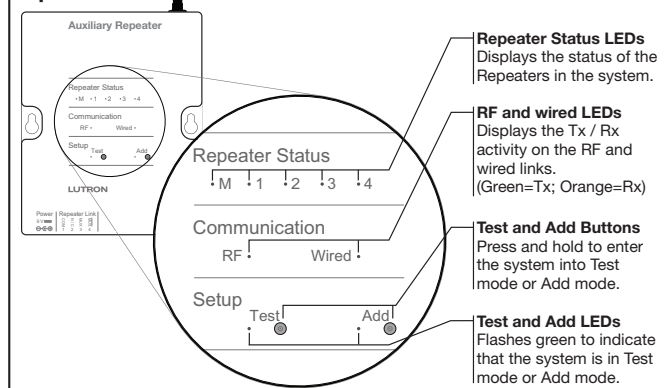 Auxiliary Repeater
Repeater Status
M 1 2 3 4
Communication
RF Wired
Setup
Test Add
LUTRON
Power Repeater Link
Repeater Status
M 1 2 3 4
Communication
RF Wired
Setup
Test Add
Repeater Status LEDs
Displays the status of the
Repeaters in the system.
RF and wired LEDs
Displays the Tx / Rx
activity on the RF and
wired links.
(Green=Tx; Orange=Rx)
Test and Add Buttons
Press and hold to enter
the system into Test
mode or Add mode.
Test and Add LEDs
Flashes green to indicate
that the system is in Test
mode or Add mode.